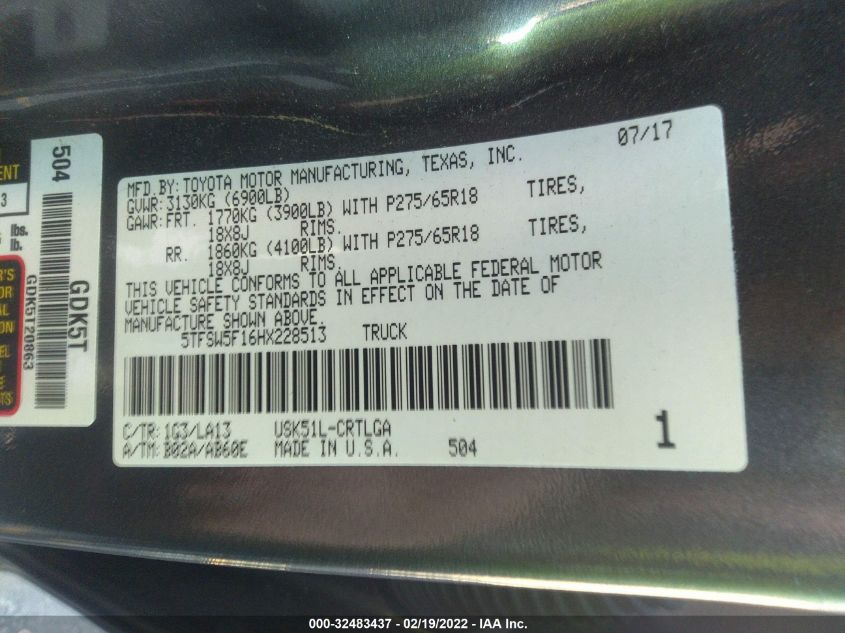 07/17
MFD.BY:TOYOTA MOTOR MANUFACTURING, TEXAS, INC.
GVWR:3130KG (6900LB)
GAWR:FRT. 1770KG (3900LB) WITH P275/65R18 TIRES,
18X8J RIMS.
RR. 1860KG (4100LB) WITH P275/65R18 TIRES,
18X8J RIMS.
THIS VEHICLE CONFORMS TO ALL APPLICABLE FEDERAL MOTOR
VEHICLE SAFETY STANDARDS IN EFFECT ON THE DATE OF
MANUFACTURE SHOWN ABOVE.
5TFSW5F16HX228513 TRUCK
C/TR:1G3/LA13 USK51L-CRTLGA
A/TM:B02A/AB60E MADE IN U.S.A. 504
1
504
GDK5T
GDK5T20863
lbs.
lb.
000-32483437 - 02/19/2022 - IAA Inc.